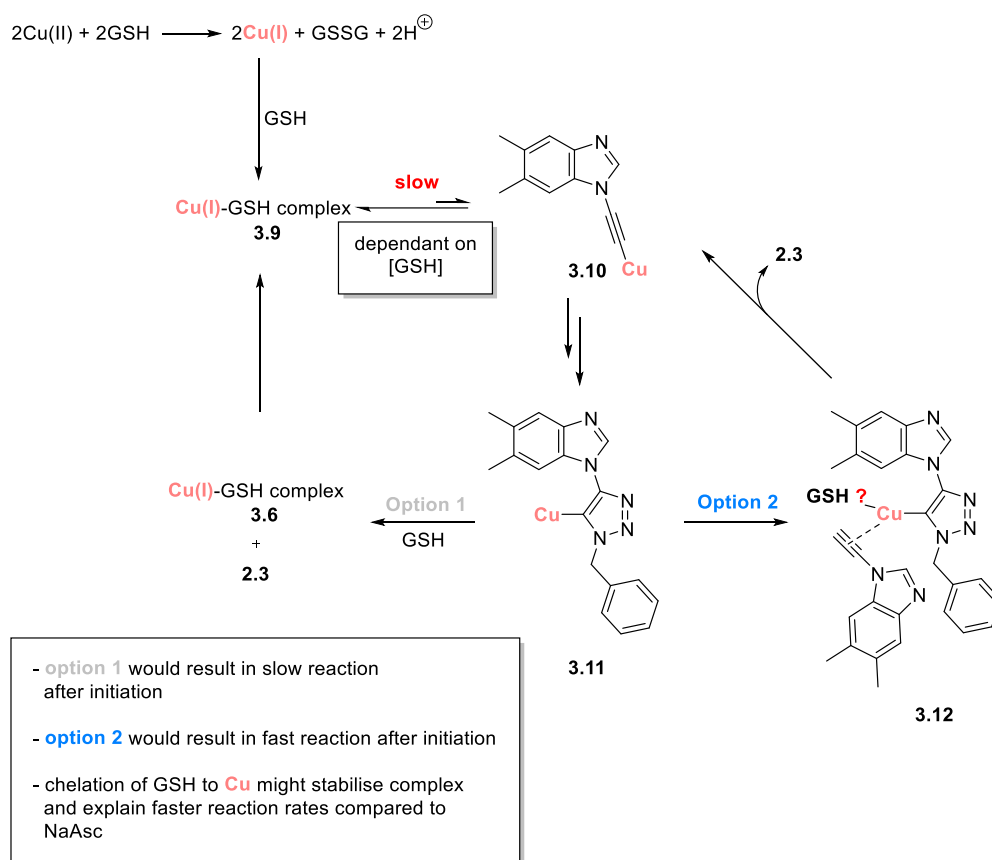 2Cu(II) + 2GSH → 2Cu(I) + GSSG + 2H⊕
GSH
Cu(I)-GSH complex
3.9
slow
dependant on
[GSH]
N
N
Cu
3.10
2.3
N
N
Cu
N
N
N
3.11
Option 1
GSH
Cu(I)-GSH complex
3.6
+
2.3
Option 2
N
N
GSH ?
Cu
N
N
N
N
N
3.12
- option 1 would result in slow reaction
after initiation
- option 2 would result in fast reaction after initiation
- chelation of GSH to Cu might stabilise complex
and explain faster reaction rates compared to
NaAsc